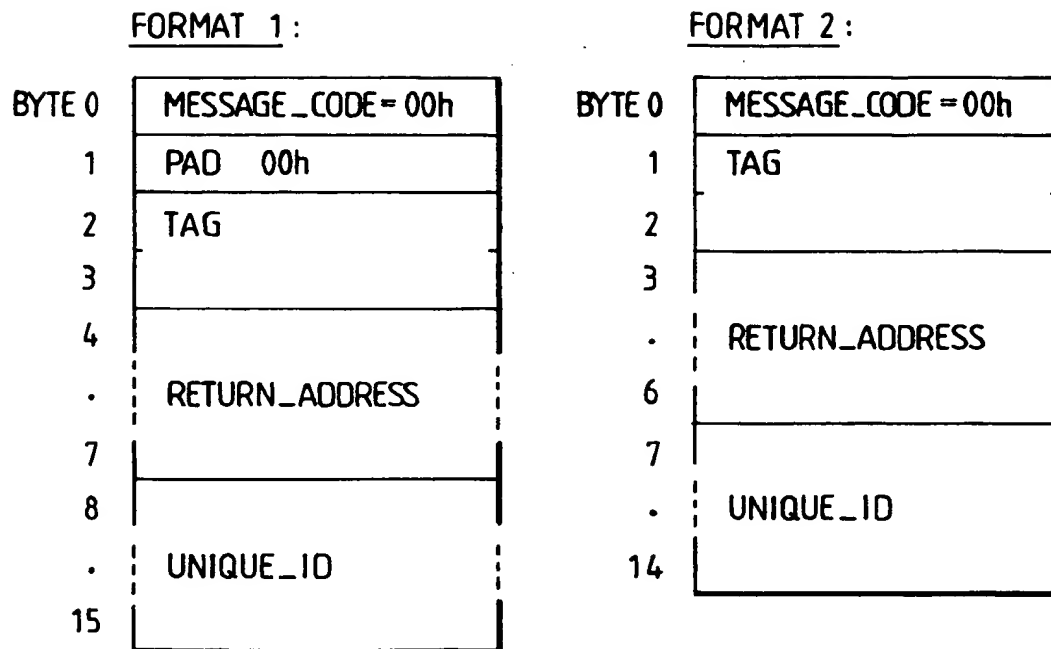 FORMAT 1:
BYTE 0 MESSAGE_CODE=00h
1 PAD 00h
2 TAG
3
4
. RETURN_ADDRESS
7
8
. UNIQUE_ID
15
FORMAT 2:
BYTE 0 MESSAGE_CODE=00h
1 TAG
2
3
. RETURN_ADDRESS
6
7
. UNIQUE_ID
14